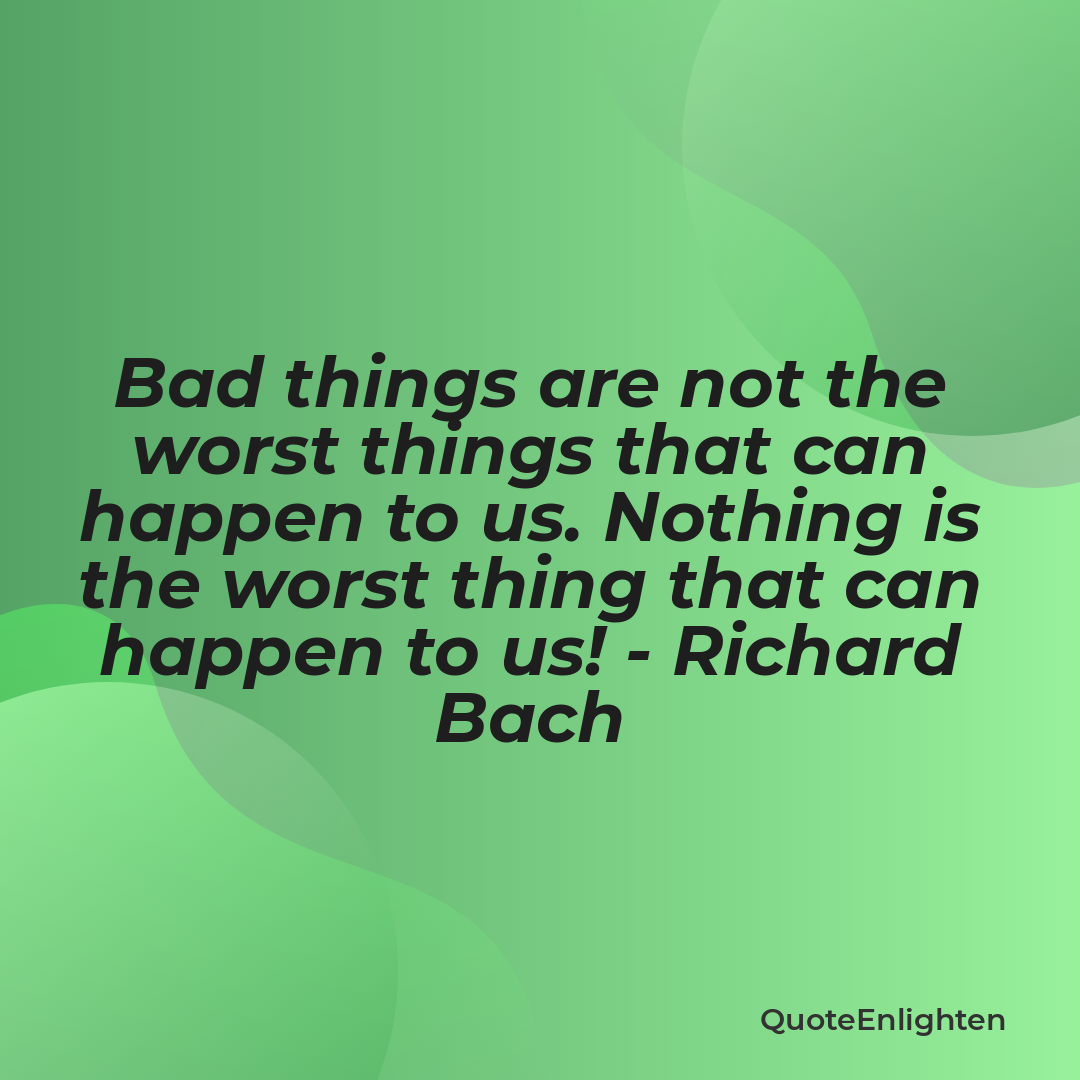 Bad things are not the
worst things that can
happen to us. Nothing is
the worst thing that can
happen to us! - Richard
Bach
QuoteEnlighten